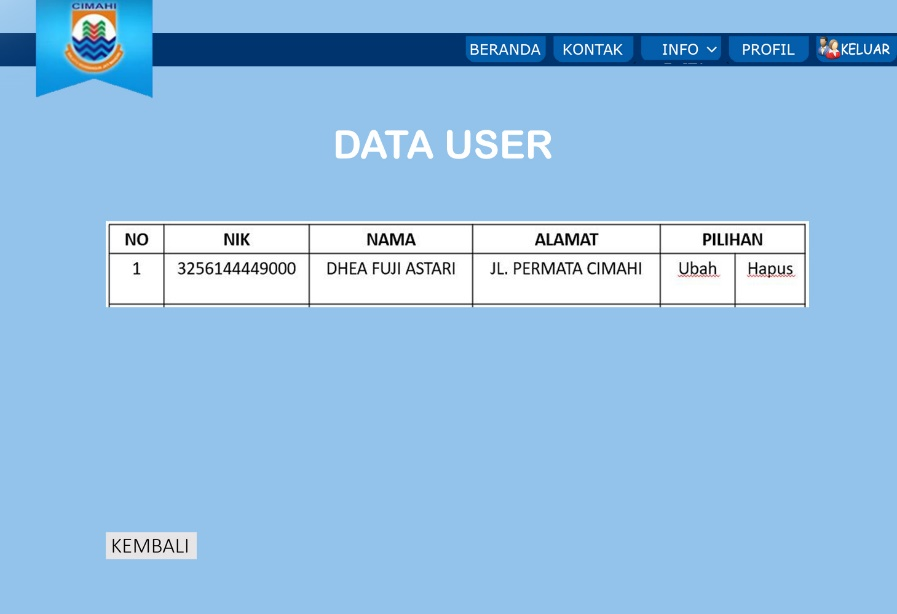 CIMAHI
BERANDA KONTAK INFO PROFIL KELUAR
DATA USER
NO NIK NAMA ALAMAT PILIHAN
1 3256144449000 DHEA FUJI ASTARI JL. PERMATA CIMAHI Ubah Hapus
KEMBALI